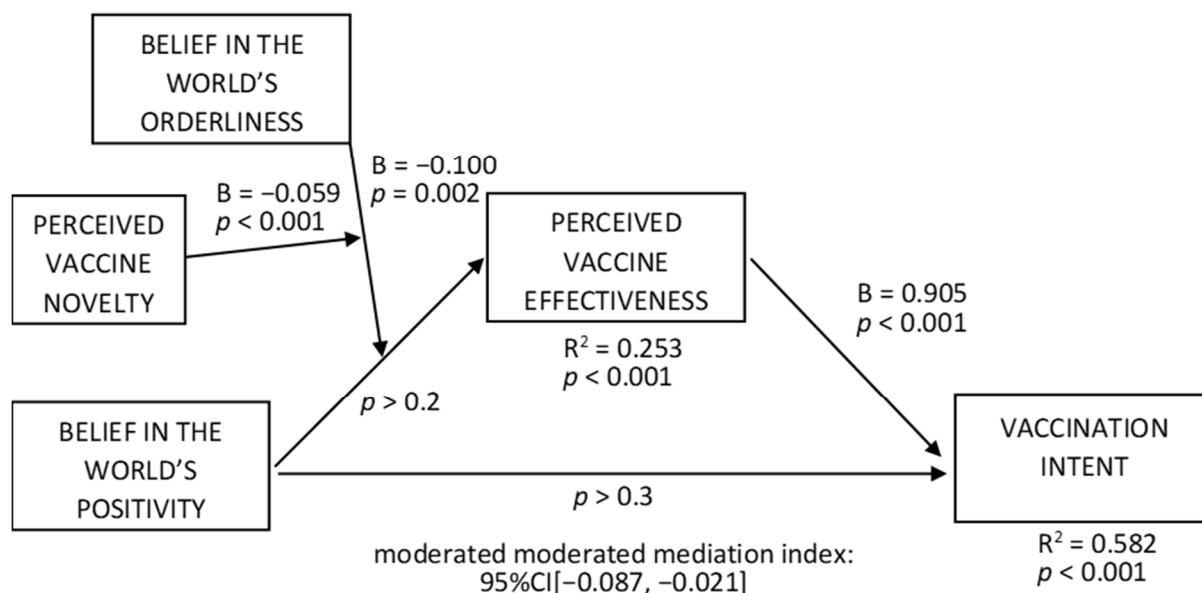 BELIEF IN THE
WORLD’S
ORDERLINESS
B = −0.100
p = 0.002
B = −0.059
p < 0.001
PERCEIVED
VACCINE
NOVELTY
PERCEIVED
VACCINE
EFFECTIVENESS
R² = 0.253
p < 0.001
B = 0.905
p < 0.001
p > 0.2
BELIEF IN THE
WORLD’S
POSITIVITY
p > 0.3
VACCINATION
INTENT
R² = 0.582
p < 0.001
moderated moderated mediation index:
95%CI[−0.087, −0.021]